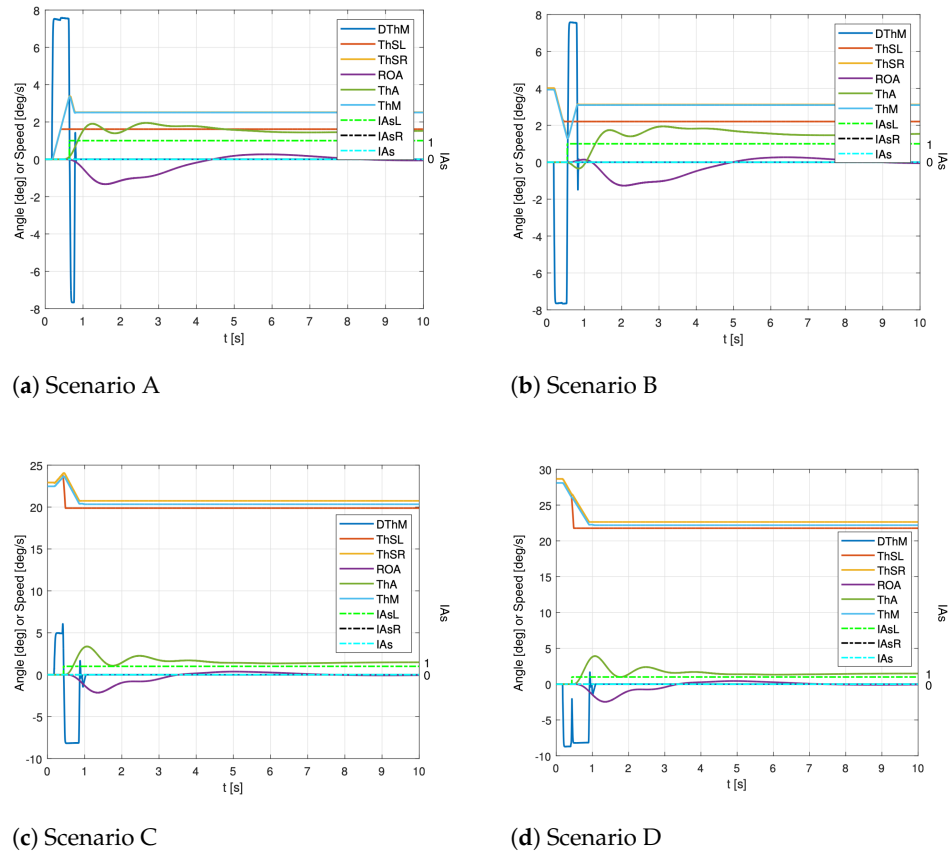 8
6
4
2
0
-2
-4
-6
-8
Angle [deg] or Speed [deg/s]
0 1 2 3 4 5 6 7 8 9 10
t [s]
1
0
IAs
DThM
ThSL
ThSR
ROA
ThA
ThM
IAsL
IAsR
IAs
(a) Scenario A
8
6
4
2
0
-2
-4
-6
-8
Angle [deg] or Speed [deg/s]
0 1 2 3 4 5 6 7 8 9 10
t [s]
1
0
IAs
DThM
ThSL
ThSR
ROA
ThA
ThM
IAsL
IAsR
IAs
(b) Scenario B
25
20
15
10
5
0
-5
-10
Angle [deg] or Speed [deg/s]
0 1 2 3 4 5 6 7 8 9 10
t [s]
1
0
IAs
DThM
ThSL
ThSR
ROA
ThA
ThM
IAsL
IAsR
IAs
(c) Scenario C
30
25
20
15
10
5
0
-5
-10
Angle [deg] or Speed [deg/s]
0 1 2 3 4 5 6 7 8 9 10
t [s]
1
0
IAs
DThM
ThSL
ThSR
ROA
ThA
ThM
IAsL
IAsR
IAs
(d) Scenario D